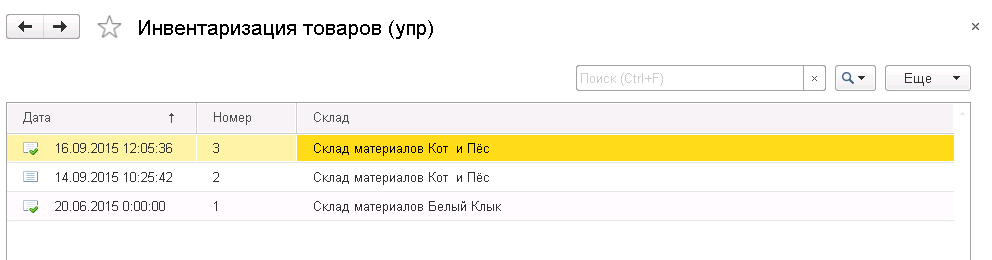 Инвентаризация товаров (упр)
Поиск (Ctrl+F)
Еще
Дата Номер Склад
16.09.2015 12:05:36 3 Склад материалов Кот и Пёс
14.09.2015 10:25:42 2 Склад материалов Кот и Пёс
20.06.2015 0:00:00 1 Склад материалов Белый Клык